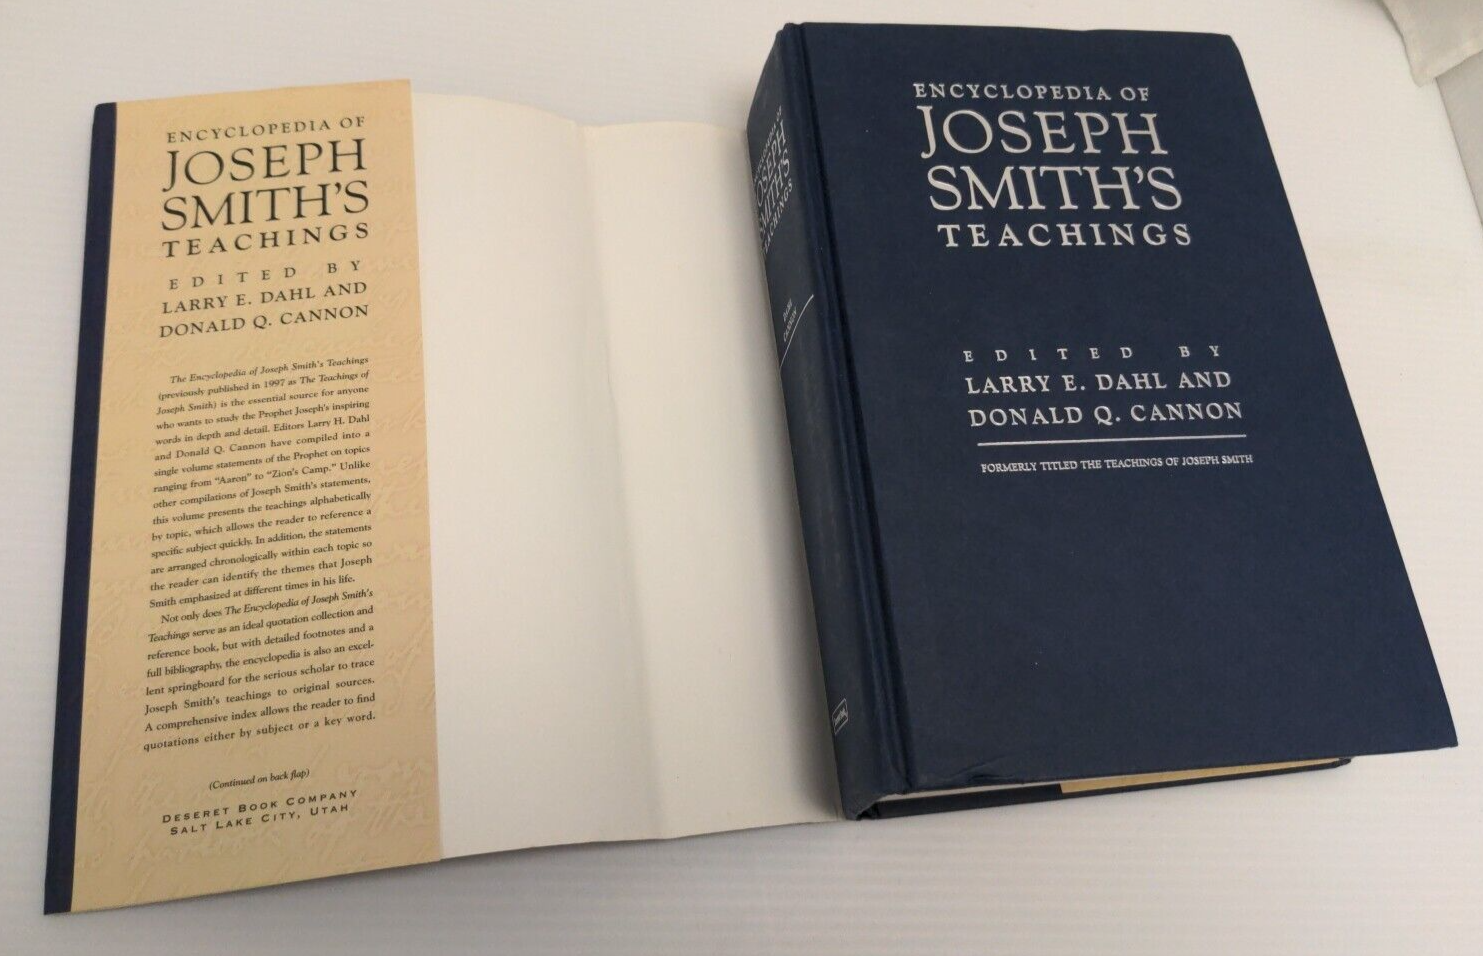 ENCYCLOPEDIA OF
JOSEPH
SMITH'S
TEACHINGS
EDITED BY
LARRY E. DAHL AND
DONALD Q. CANNON
The Encyclopedia of Joseph Smith's Teachings
(previously published in 1997 as The Teachings of
Joseph Smith) is the essential source for anyone
who wants to study the Prophet Joseph's inspiring
words in depth and detail. Editors Larry H. Dahl
and Donald Q. Cannon have compiled into a
single volume statements of the Prophet on topics
ranging from “Aaron” to “Zion's Camp.” Unlike
other compilations of Joseph Smith's statements,
this volume presents the teachings alphabetically
by topic, which allows the reader to reference a
specific subject quickly. In addition, the statements
are arranged chronologically within each topic so
the reader can identify the themes that Joseph
Smith emphasized at different times in his life.
Not only does The Encyclopedia of Joseph Smith's
Teachings serve as an ideal quotation collection and
reference book, but with detailed footnotes and a
full bibliography, the encyclopedia is also an excel-
lent springboard for the serious scholar to trace
Joseph Smith's teachings to original sources.
A comprehensive index allows the reader to find
quotations either by subject or a key word.
(Continued on back flap)
DESERET BOOK COMPANY
SALT LAKE CITY, UTAH
ENCYCLOPEDIA OF
JOSEPH
SMITH'S
TEACHINGS
DAHL
CANNON
ENCYCLOPEDIA OF
JOSEPH
SMITH'S
TEACHINGS
EDITED BY
LARRY E. DAHL AND
DONALD Q. CANNON
FORMERLY TITLED THE TEACHINGS OF JOSEPH SMITH